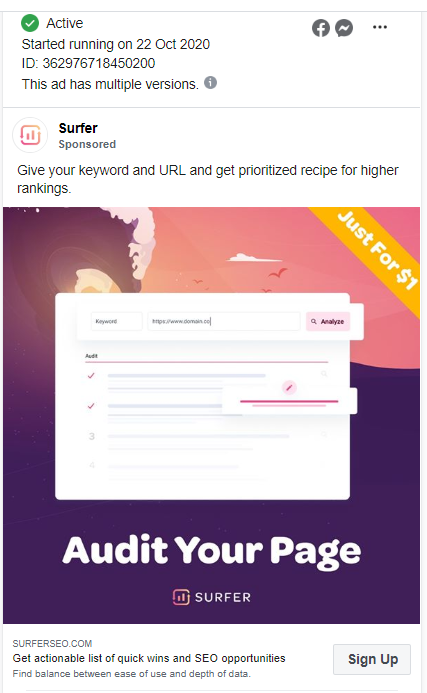 Active
Started running on 22 Oct 2020
ID: 362976718450200
This ad has multiple versions.
Surfer
Sponsored
Give your keyword and URL and get prioritized recipe for higher
rankings.
Just For $1
Keyword
https://www.domain.co
Analyze
Audit
3
4
Audit Your Page
SURFER
SURFERSEO.COM
Get actionable list of quick wins and SEO opportunities
Find balance between ease of use and depth of data.
Sign Up